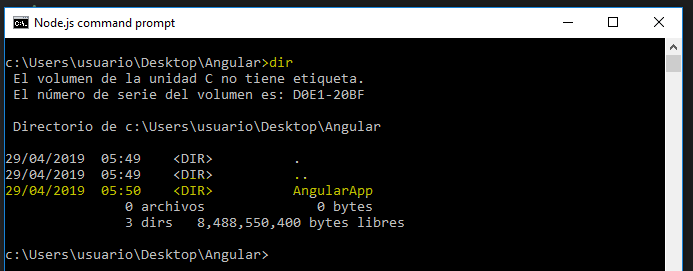 Node.js command prompt
c:\Users\usuario\Desktop\Angular>dir
El volumen de la unidad C no tiene etiqueta.
El número de serie del volumen es: D0E1-20BF
Directorio de c:\Users\usuario\Desktop\Angular
29/04/2019  05:49    <DIR>          .
29/04/2019  05:49    <DIR>          ..
29/04/2019  05:50    <DIR>          AngularApp
0 archivos              0 bytes
3 dirs   8,488,550,400 bytes libres
c:\Users\usuario\Desktop\Angular>